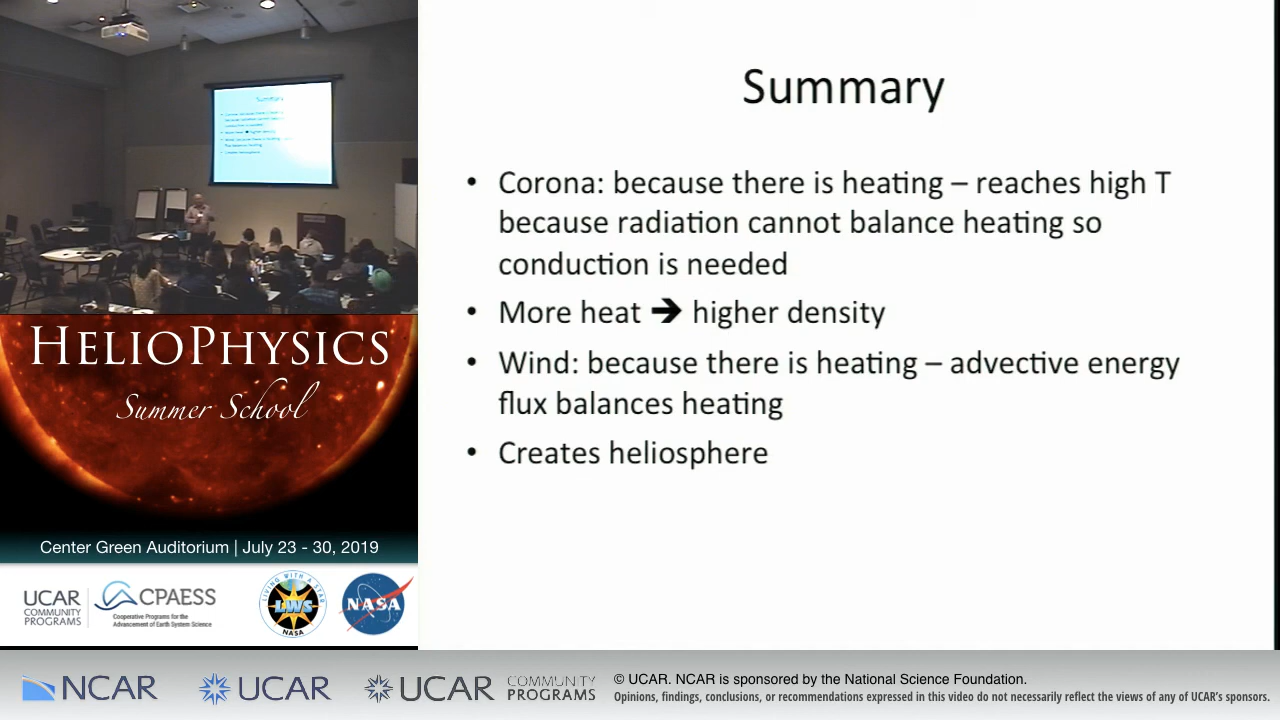 Summary
• Corona: because there is heating – reaches high T
because radiation cannot balance heating so
conduction is needed
• More heat ➔ higher density
• Wind: because there is heating – advective energy
flux balances heating
• Creates heliosphere
HELIOPHYSICS
Summer School
Center Green Auditorium | July 23 - 30, 2019
UCAR
COMMUNITY
PROGRAMS
CPAESS
Cooperative Programs for the
Advancement of Earth System Science
LIVING WITH A STAR
LWS
NASA
NASA
NCAR
UCAR
UCAR
COMMUNITY
PROGRAMS
© UCAR. NCAR is sponsored by the National Science Foundation.
Opinions, findings, conclusions, or recommendations expressed in this video do not necessarily reflect the views of any of UCAR's sponsors.